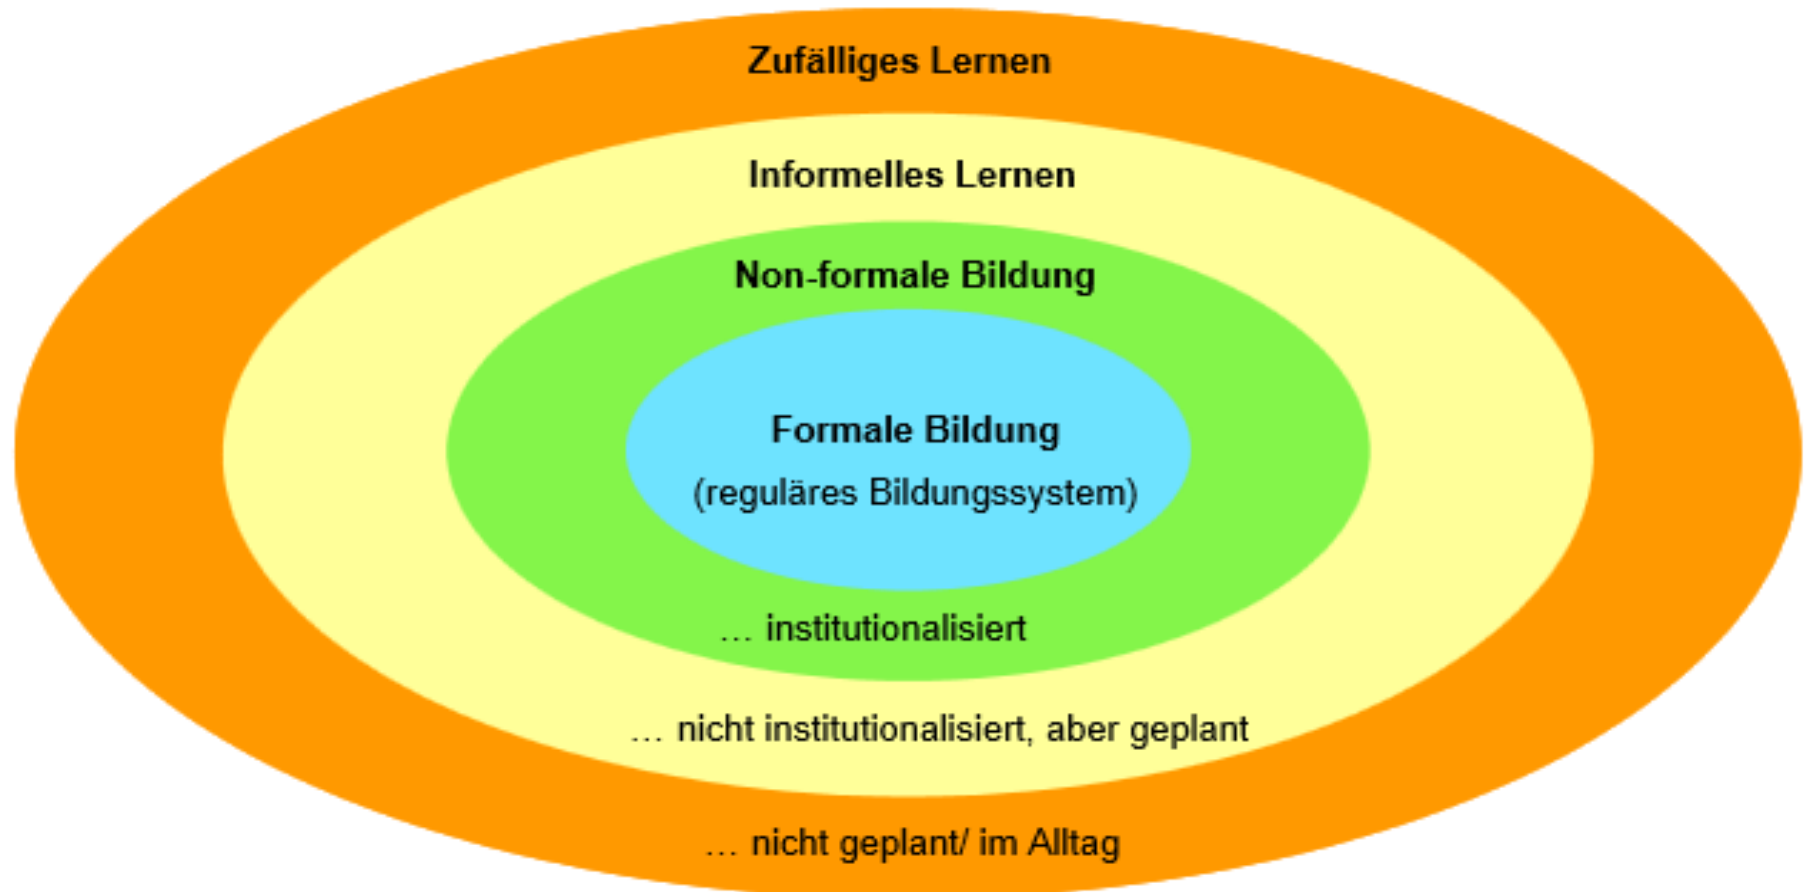 Zufälliges Lernen
Informelles Lernen
Non-formale Bildung
Formale Bildung
(reguläres Bildungssystem)
… institutionalisiert
… nicht institutionalisiert, aber geplant
… nicht geplant/ im Alltag